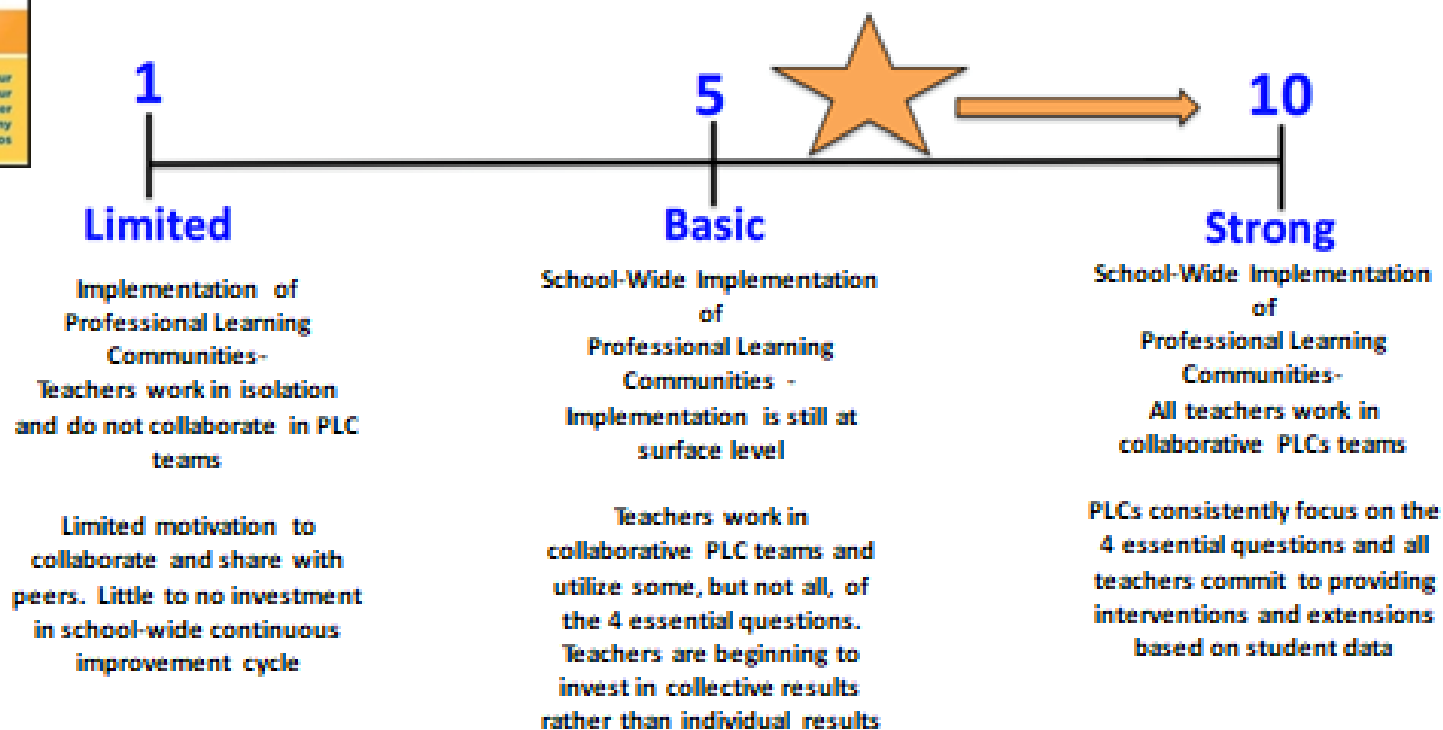 ur
ur
er
ny
os
1
5
10
Limited
Basic
Strong
Implementation of
Professional Learning
Communities-
Teachers work in isolation
and do not collaborate in PLC
teams
Limited motivation to
collaborate and share with
peers. Little to no investment
in school-wide continuous
improvement cycle
School-Wide Implementation
of
Professional Learning
Communities -
Implementation is still at
surface level
Teachers work in
collaborative PLC teams and
utilize some, but not all, of
the 4 essential questions.
Teachers are beginning to
invest in collective results
rather than individual results
School-Wide Implementation
of
Professional Learning
Communities-
All teachers work in
collaborative PLCs teams
PLCs consistently focus on the
4 essential questions and all
teachers commit to providing
interventions and extensions
based on student data